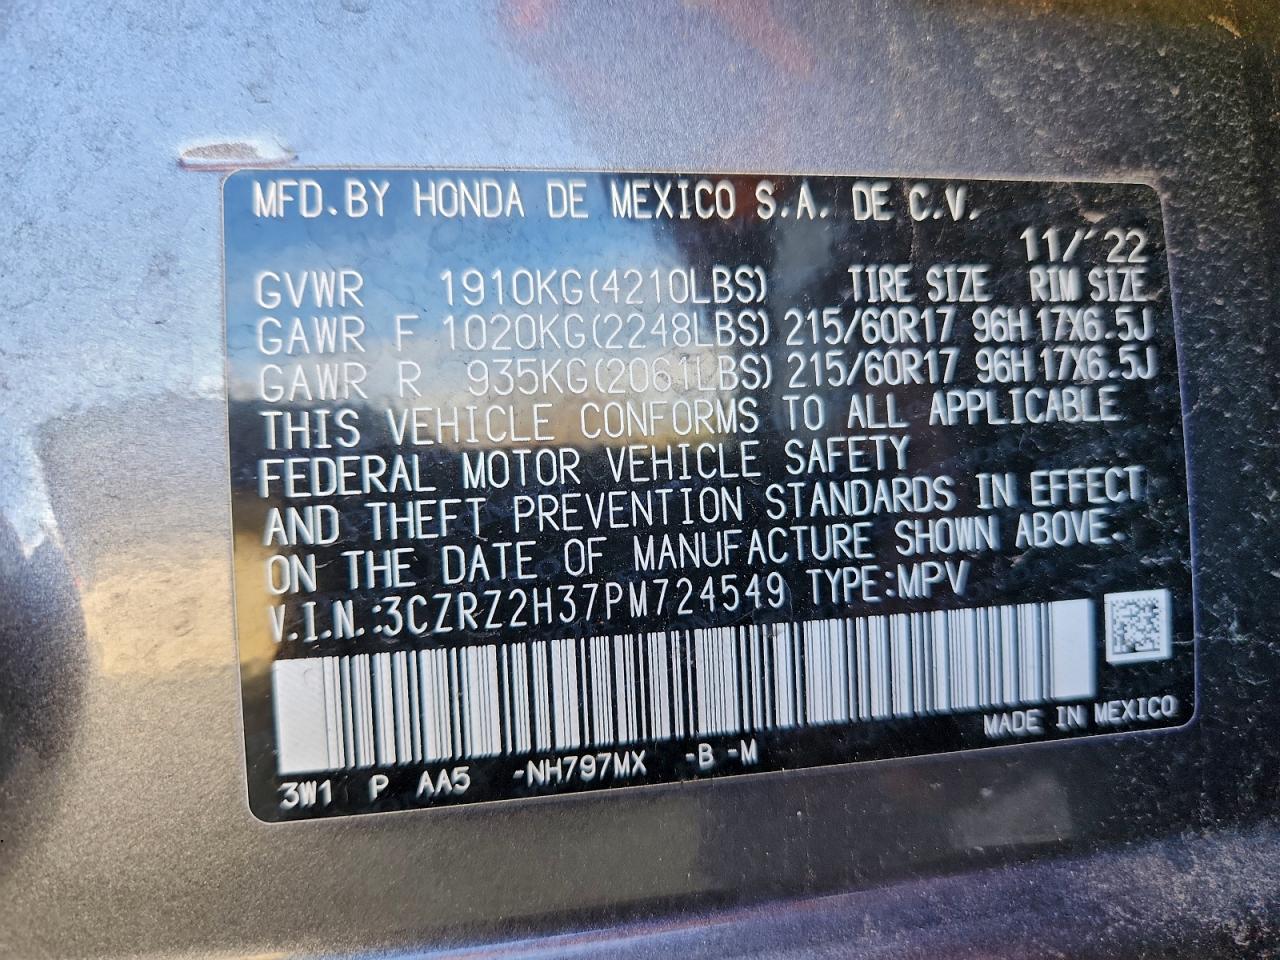 MFD.BY HONDA DE MEXICO S.A. DE C.V.
11/'22
GVWR 1910KG(4210LBS) TIRE SIZE RIM SIZE
GAWR F 1020KG(2248LBS) 215/60R17 96H 17X6.5J
GAWR R 935KG(2061LBS) 215/60R17 96H 17X6.5J
THIS VEHICLE CONFORMS TO ALL APPLICABLE
FEDERAL MOTOR VEHICLE SAFETY
AND THEFT PREVENTION STANDARDS IN EFFECT
ON THE DATE OF MANUFACTURE SHOWN ABOVE.
V.I.N.:3CZRZ2H37PM724549 TYPE:MPV
MADE IN MEXICO
3W1 P AA5 -NH797MX -B -M